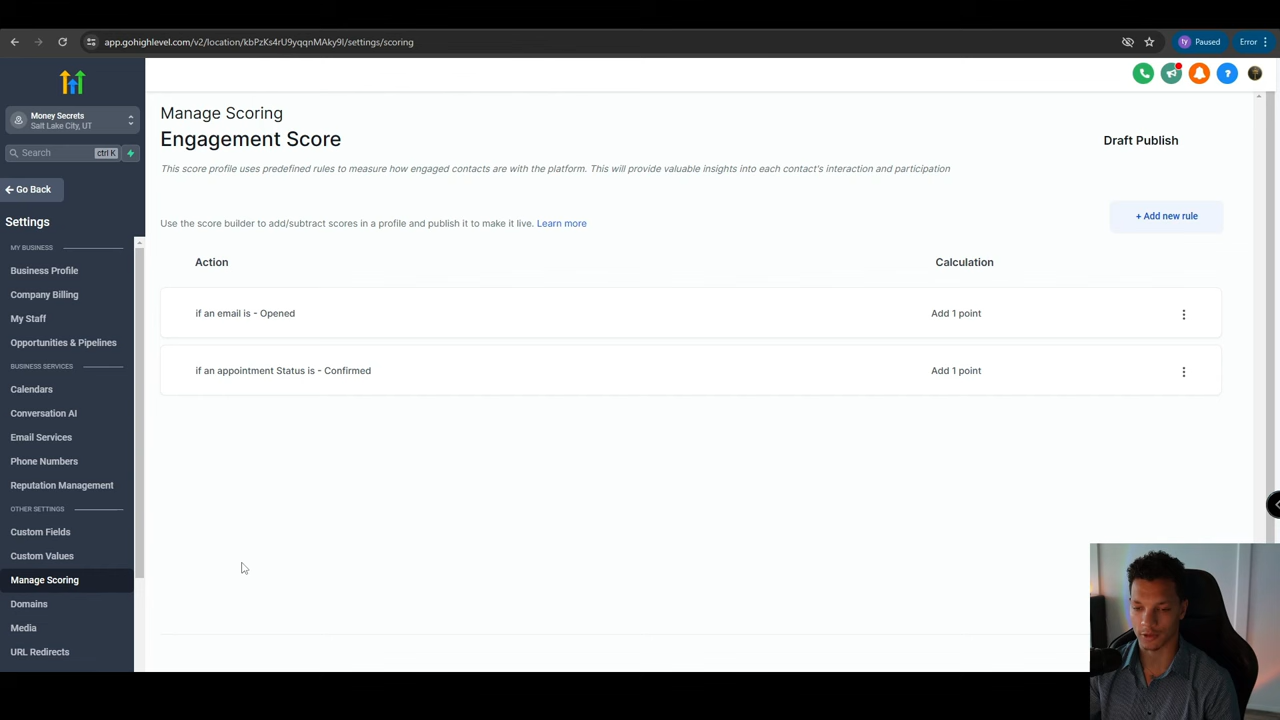 app.gohighlevel.com/v2/location/kbPzKs4rU9yqqnMAky9l/settings/scoring
ty
Paused
Error
Money Secrets
Salt Lake City, UT
Search
ctrl K
Go Back
Settings
MY BUSINESS
Business Profile
Company Billing
My Staff
Opportunities & Pipelines
BUSINESS SERVICES
Calendars
Conversation AI
Email Services
Phone Numbers
Reputation Management
OTHER SETTINGS
Custom Fields
Custom Values
Manage Scoring
Domains
Media
URL Redirects
Manage Scoring
Engagement Score
Draft Publish
This score profile uses predefined rules to measure how engaged contacts are with the platform. This will provide valuable insights into each contact's interaction and participation
Use the score builder to add/subtract scores in a profile and publish it to make it live. Learn more
+ Add new rule
Action
Calculation
if an email is - Opened
Add 1 point
if an appointment Status is - Confirmed
Add 1 point